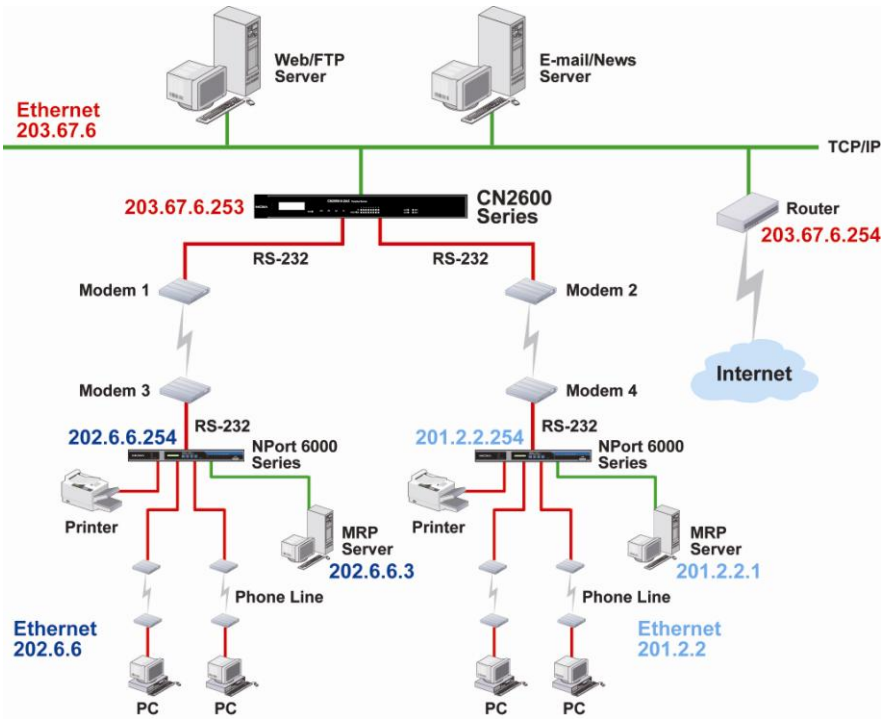 Web/FTP
Server
E-mail/News
Server
Ethernet
203.67.6
TCP/IP
203.67.6.253
CN2600
Series
Router
203.67.6.254
RS-232
RS-232
Modem 1
Modem 2
Internet
Modem 3
Modem 4
RS-232
RS-232
202.6.6.254
NPort 6000
Series
201.2.2.254
NPort 6000
Series
Printer
MRP
Server
202.6.6.3
Printer
MRP
Server
201.2.2.1
Phone Line
Phone Line
Ethernet
202.6.6
Ethernet
201.2.2
PC
PC
PC
PC